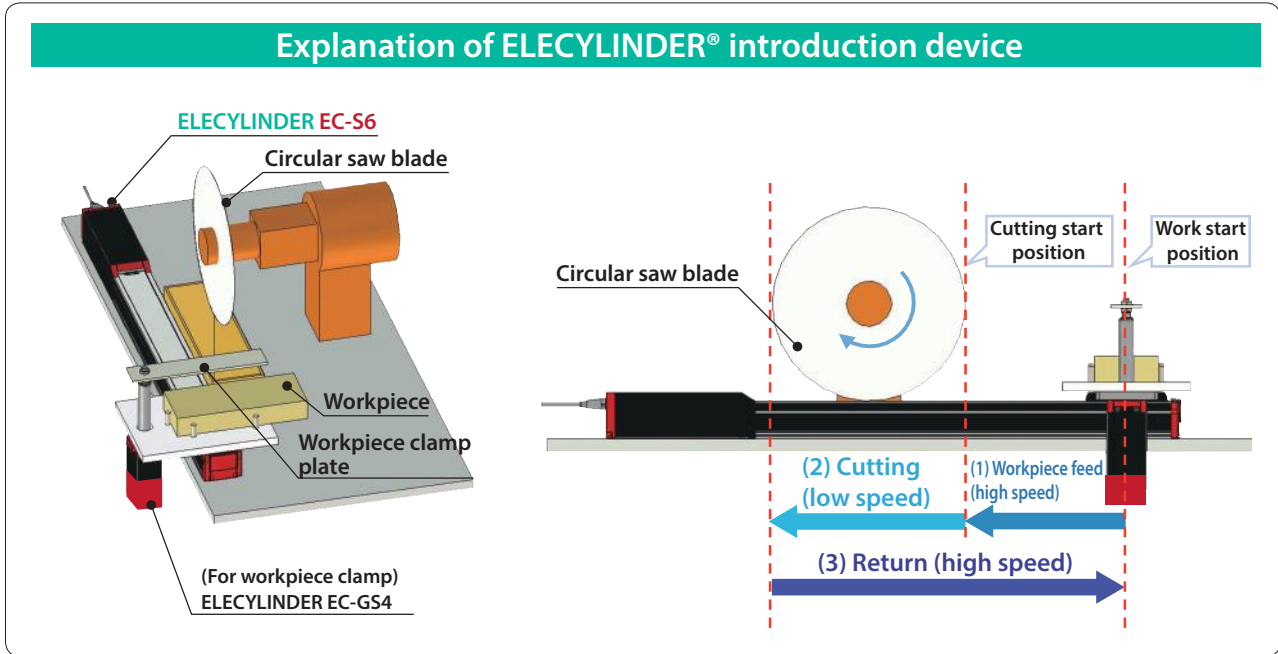 Explanation of ELECYLINDER® introduction device
ELECYLINDER EC-S6
Circular saw blade
Workpiece
Workpiece clamp
plate
(For workpiece clamp)
ELECYLINDER EC-GS4
Circular saw blade
Cutting start
position
Work start
position
(2) Cutting
(low speed)
(1) Workpiece feed
(high speed)
(3) Return (high speed)